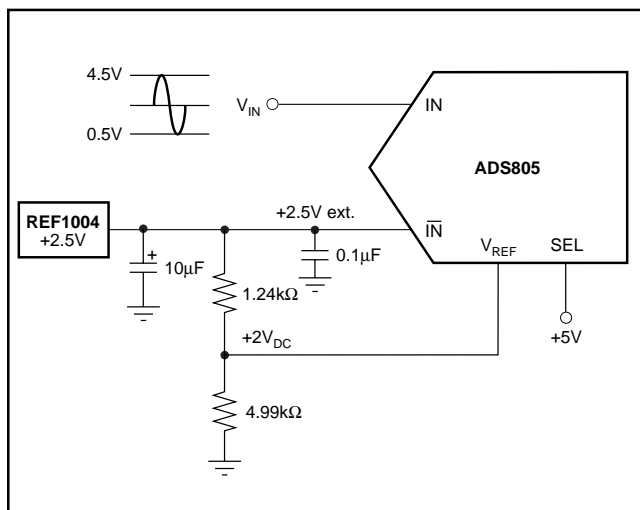 4.5V
0.5V
V_IN
IN
ADS805
REF1004
+2.5V
+2.5V ext.
I̅N̅
V_REF
SEL
+
10µF
0.1µF
1.24kΩ
+5V
+2V_DC
4.99kΩ